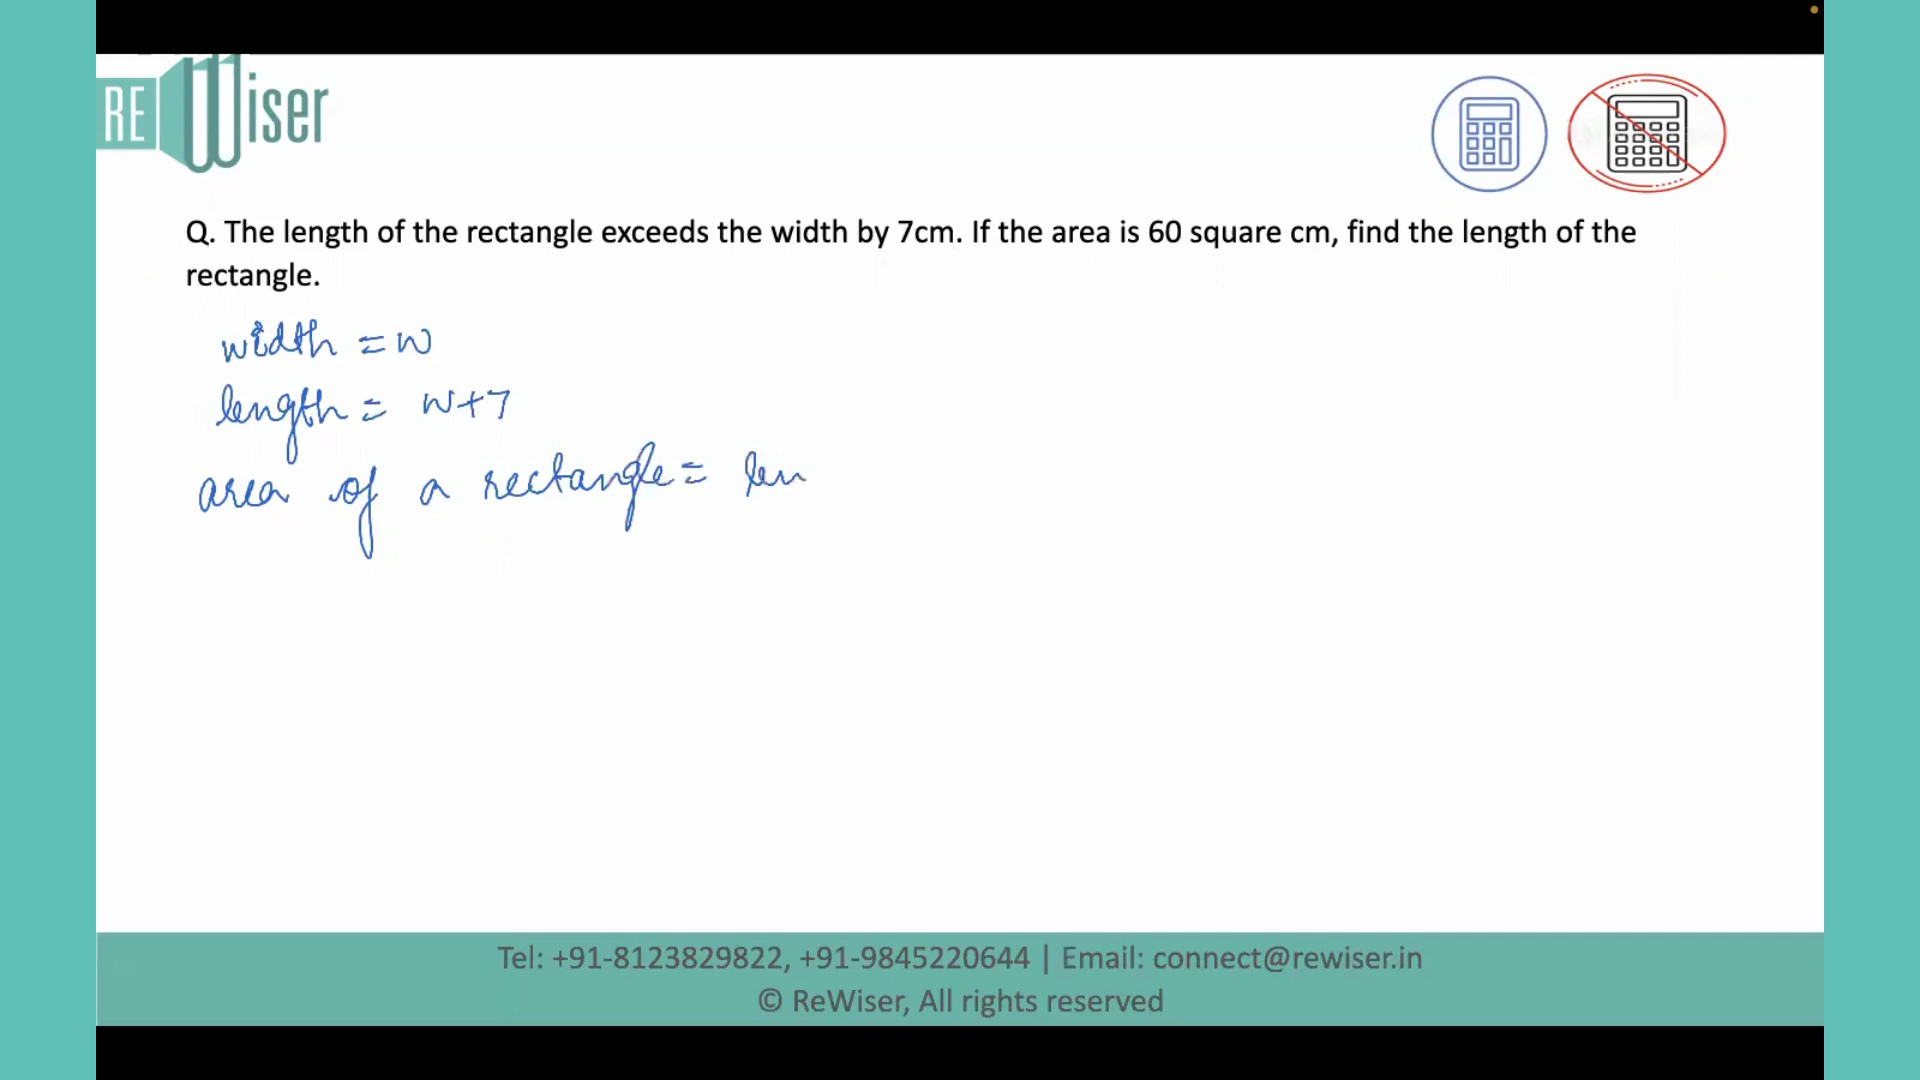 REWiser
Q. The length of the rectangle exceeds the width by 7cm. If the area is 60 square cm, find the length of the
rectangle.
width = w
length = w+7
area of a rectangle = len
Tel: +91-8123829822, +91-9845220644 | Email: connect@rewiser.in
© ReWiser, All rights reserved